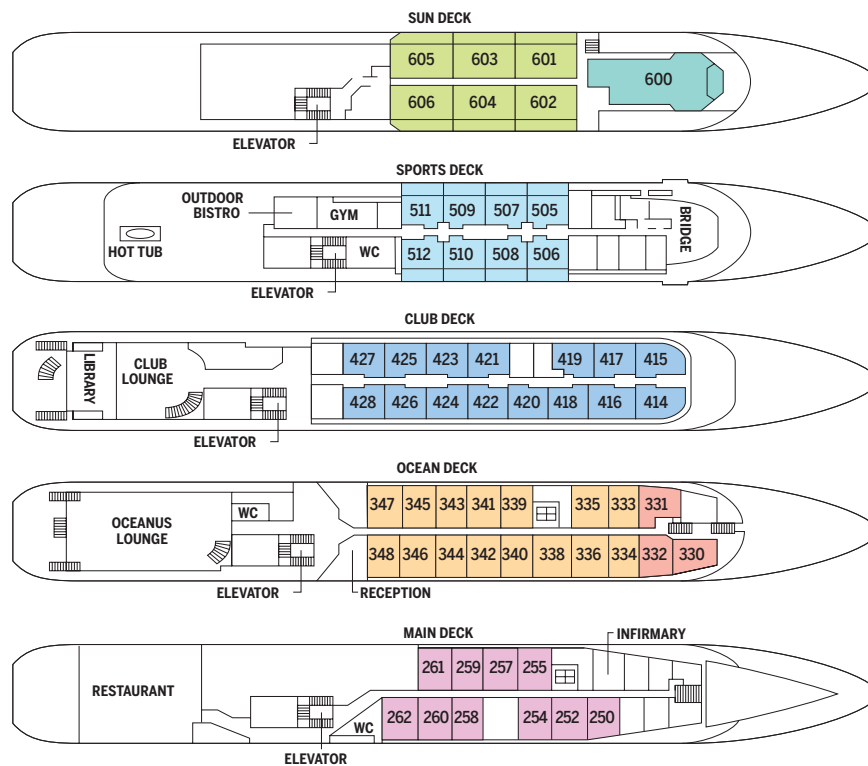 SUN DECK
605 603 601
600
606 604 602
ELEVATOR
SPORTS DECK
OUTDOOR
BISTRO
GYM
511 509 507 505
BRIDGE
HOT TUB
WC
512 510 508 506
ELEVATOR
CLUB DECK
LIBRARY
CLUB
LOUNGE
427 425 423 421 419 417 415
428 426 424 422 420 418 416 414
ELEVATOR
OCEAN DECK
347 345 343 341 339 335 333 331
WC
OCEANUS
LOUNGE
348 346 344 342 340 338 336 334 332 330
ELEVATOR
RECEPTION
MAIN DECK
INFIRMARY
261 259 257 255
RESTAURANT
WC
262 260 258 254 252 250
ELEVATOR